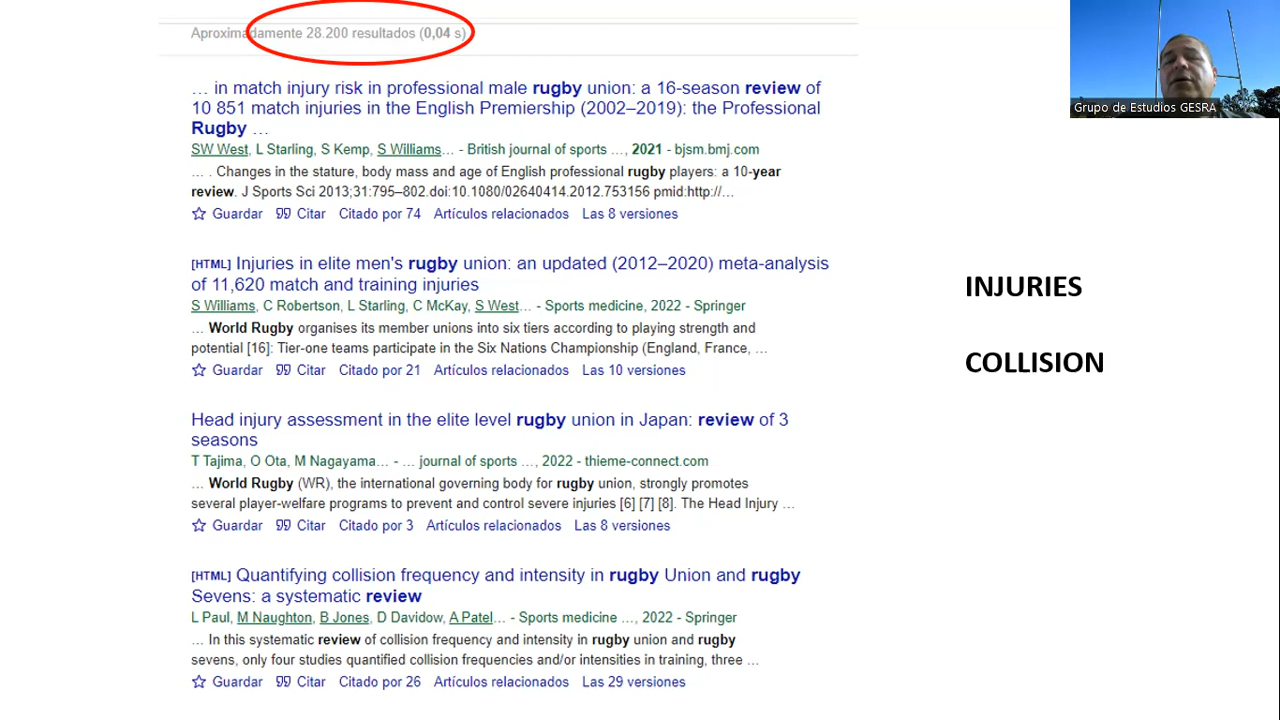 Aproximadamente 28.200 resultados (0,04 s)
… in match injury risk in professional male rugby union: a 16-season review of
10 851 match injuries in the English Premiership (2002–2019): the Professional
Rugby …
SW West, L Starling, S Kemp, S Williams… - British journal of sports …, 2021 - bjsm.bmj.com
… . Changes in the stature, body mass and age of English professional rugby players: a 10-year
review. J Sports Sci 2013;31:795–802.doi:10.1080/02640414.2012.753156 pmid:http://…
Guardar Citar Citado por 74 Artículos relacionados Las 8 versiones
[HTML] Injuries in elite men's rugby union: an updated (2012–2020) meta-analysis
of 11,620 match and training injuries
S Williams, C Robertson, L Starling, C McKay, S West… - Sports medicine, 2022 - Springer
… World Rugby organises its member unions into six tiers according to playing strength and
potential [16]: Tier-one teams participate in the Six Nations Championship (England, France, …
Guardar Citar Citado por 21 Artículos relacionados Las 10 versiones
Head injury assessment in the elite level rugby union in Japan: review of 3
seasons
T Tajima, O Ota, M Nagayama… - … journal of sports …, 2022 - thieme-connect.com
… World Rugby (WR), the international governing body for rugby union, strongly promotes
several player-welfare programs to prevent and control severe injuries [6] [7] [8]. The Head Injury …
Guardar Citar Citado por 3 Artículos relacionados Las 8 versiones
[HTML] Quantifying collision frequency and intensity in rugby Union and rugby
Sevens: a systematic review
L Paul, M Naughton, B Jones, D Davidow, A Patel… - Sports medicine …, 2022 - Springer
… In this systematic review of collision frequency and intensity in rugby union and rugby
sevens, only four studies quantified collision frequencies and/or intensities in training, three …
Guardar Citar Citado por 26 Artículos relacionados Las 29 versiones
INJURIES
COLLISION
Grupo de Estudios GESRA